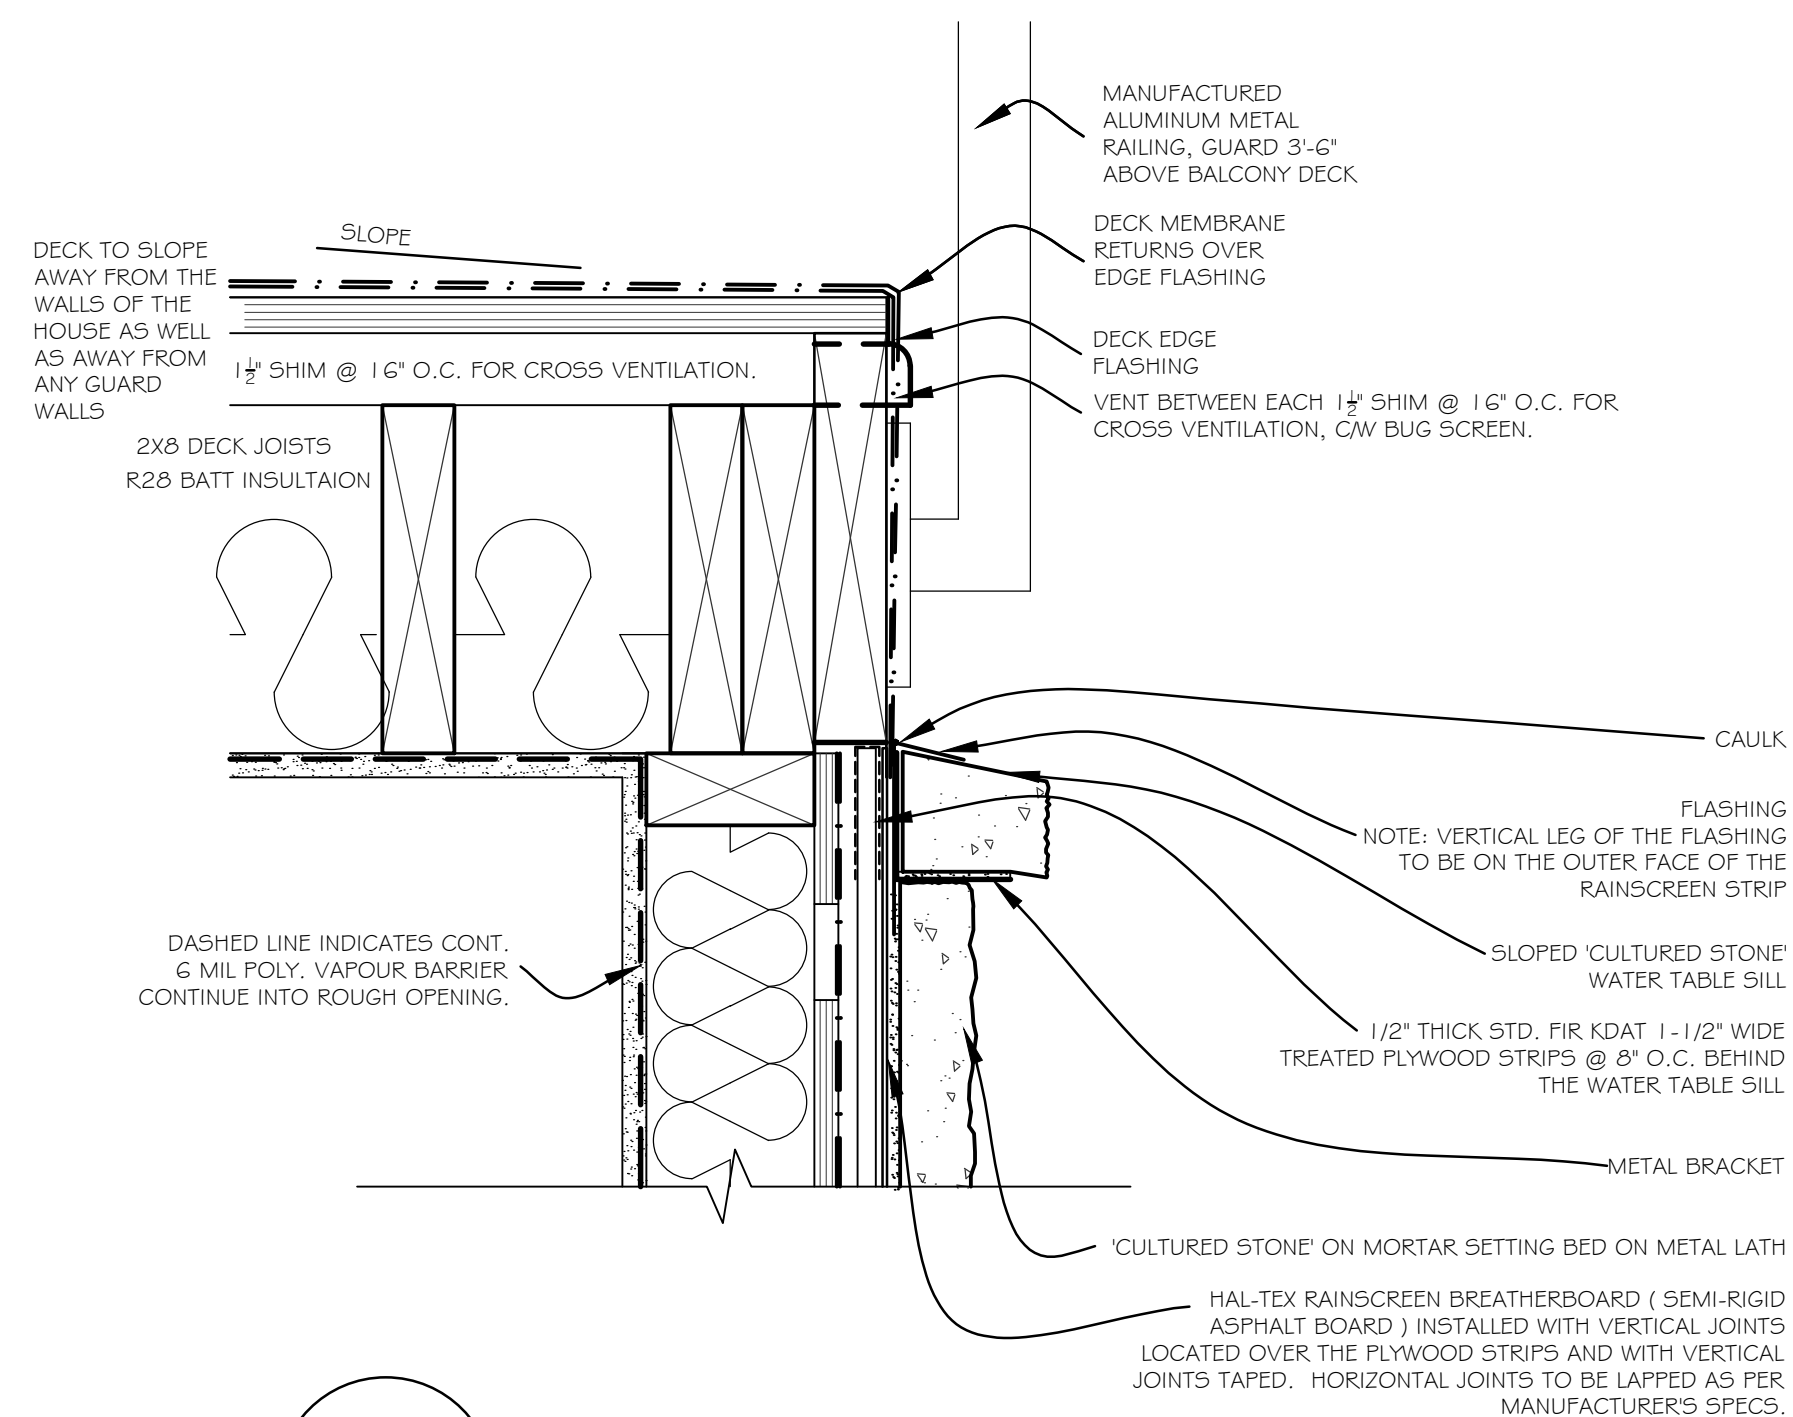 MANUFACTURED
ALUMINUM METAL
RAILING, GUARD 3'-6"
ABOVE BALCONY DECK
DECK MEMBRANE
RETURNS OVER
EDGE FLASHING
SLOPE
DECK TO SLOPE
AWAY FROM THE
WALLS OF THE
HOUSE AS WELL
AS AWAY FROM
ANY GUARD
WALLS
DECK EDGE
FLASHING
1½" SHIM @ 16" O.C. FOR CROSS VENTILATION.
VENT BETWEEN EACH 1½" SHIM @ 16" O.C. FOR
CROSS VENTILATION, C/W BUG SCREEN.
2X8 DECK JOISTS
R28 BATT INSULTAION
CAULK
FLASHING
NOTE: VERTICAL LEG OF THE FLASHING
TO BE ON THE OUTER FACE OF THE
RAINSCREEN STRIP
DASHED LINE INDICATES CONT.
6 MIL POLY. VAPOUR BARRIER
CONTINUE INTO ROUGH OPENING.
SLOPED 'CULTURED STONE'
WATER TABLE SILL
1/2" THICK STD. FIR KDAT 1-1/2" WIDE
TREATED PLYWOOD STRIPS @ 8" O.C. BEHIND
THE WATER TABLE SILL
METAL BRACKET
'CULTURED STONE' ON MORTAR SETTING BED ON METAL LATH
HAL-TEX RAINSCREEN BREATHERBOARD ( SEMI-RIGID
ASPHALT BOARD ) INSTALLED WITH VERTICAL JOINTS
LOCATED OVER THE PLYWOOD STRIPS AND WITH VERTICAL
JOINTS TAPED. HORIZONTAL JOINTS TO BE LAPPED AS PER
MANUFACTURER'S SPECS.